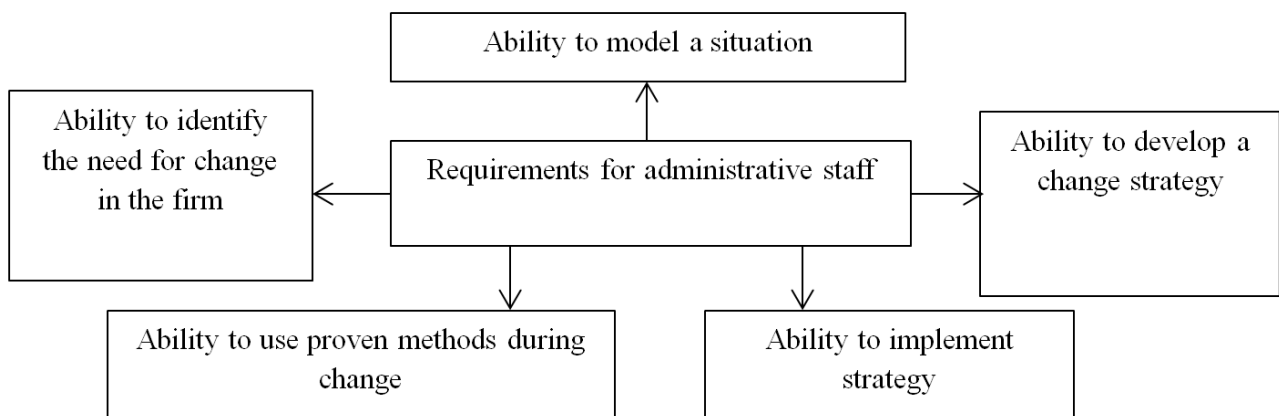 Ability to model a situation
Ability to identify
the need for change
in the firm
Requirements for administrative staff
Ability to develop a
change strategy
Ability to use proven methods during
change
Ability to implement
strategy